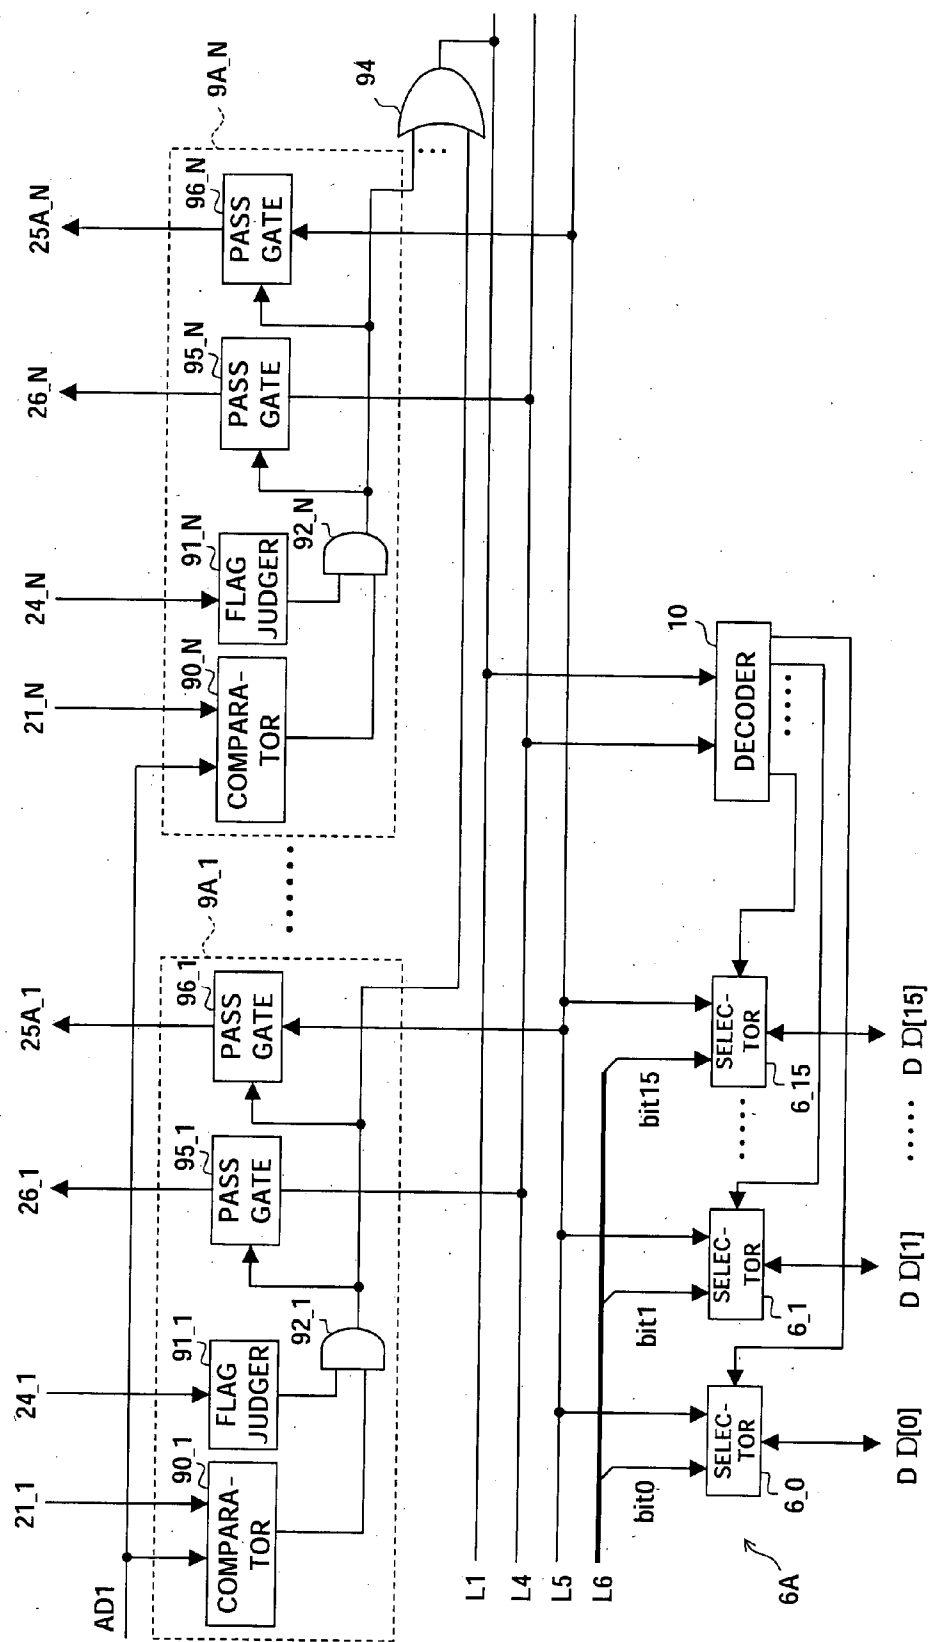 AD1
21_1
24_1
26_1
25A_1
21_N
24_N
26_N
25A_N
90_1
COMPARA-
TOR
91_1
FLAG
JUDGER
92_1
95_1
PASS
GATE
96_1
PASS
GATE
9A_1
90_N
COMPARA-
TOR
91_N
FLAG
JUDGER
92_N
95_N
PASS
GATE
96_N
PASS
GATE
9A_N
94
L1
L4
L5
L6
bit0
bit1
bit15
SELEC-
TOR
6_0
SELEC-
TOR
6_1
SELEC-
TOR
6_15
10
DECODER
6A
D D[0]
D D[1]
D D[15]